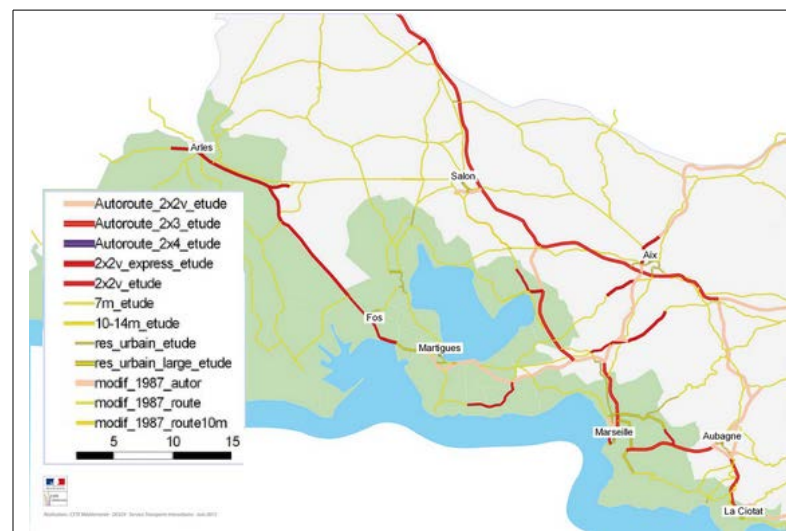 Arles
Salon
Autoroute_2x2v_etude
Autoroute_2x3_etude
Autoroute_2x4_etude
2x2v_express_etude
2x2v_etude
7m_etude
10-14m_etude
res_urbain_etude
res_urbain_large_etude
modif_1987_autor
modif_1987_route
modif_1987_route10m
5 10 15
Aix
Fos
Martigues
Marseille
Aubagne
La Ciotat